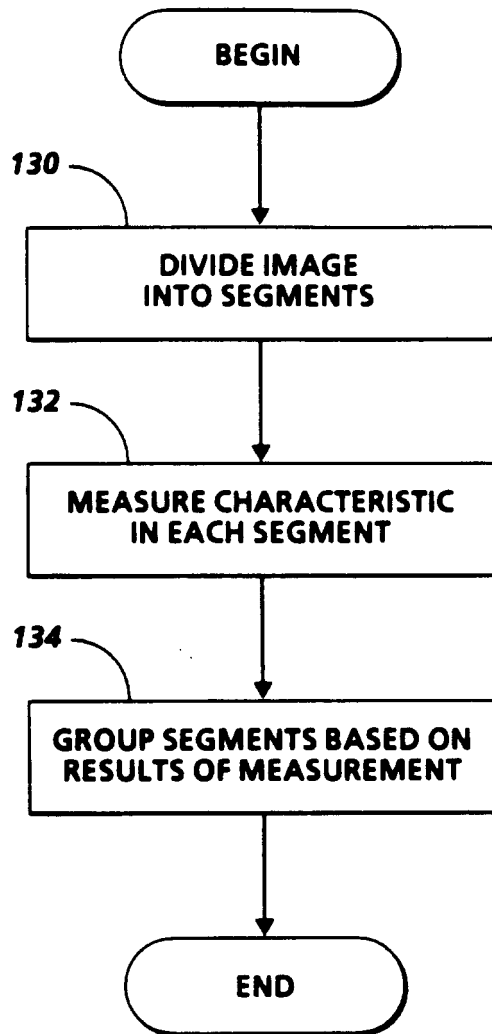 BEGIN
130
DIVIDE IMAGE
INTO SEGMENTS
132
MEASURE CHARACTERISTIC
IN EACH SEGMENT
134
GROUP SEGMENTS BASED ON
RESULTS OF MEASUREMENT
END